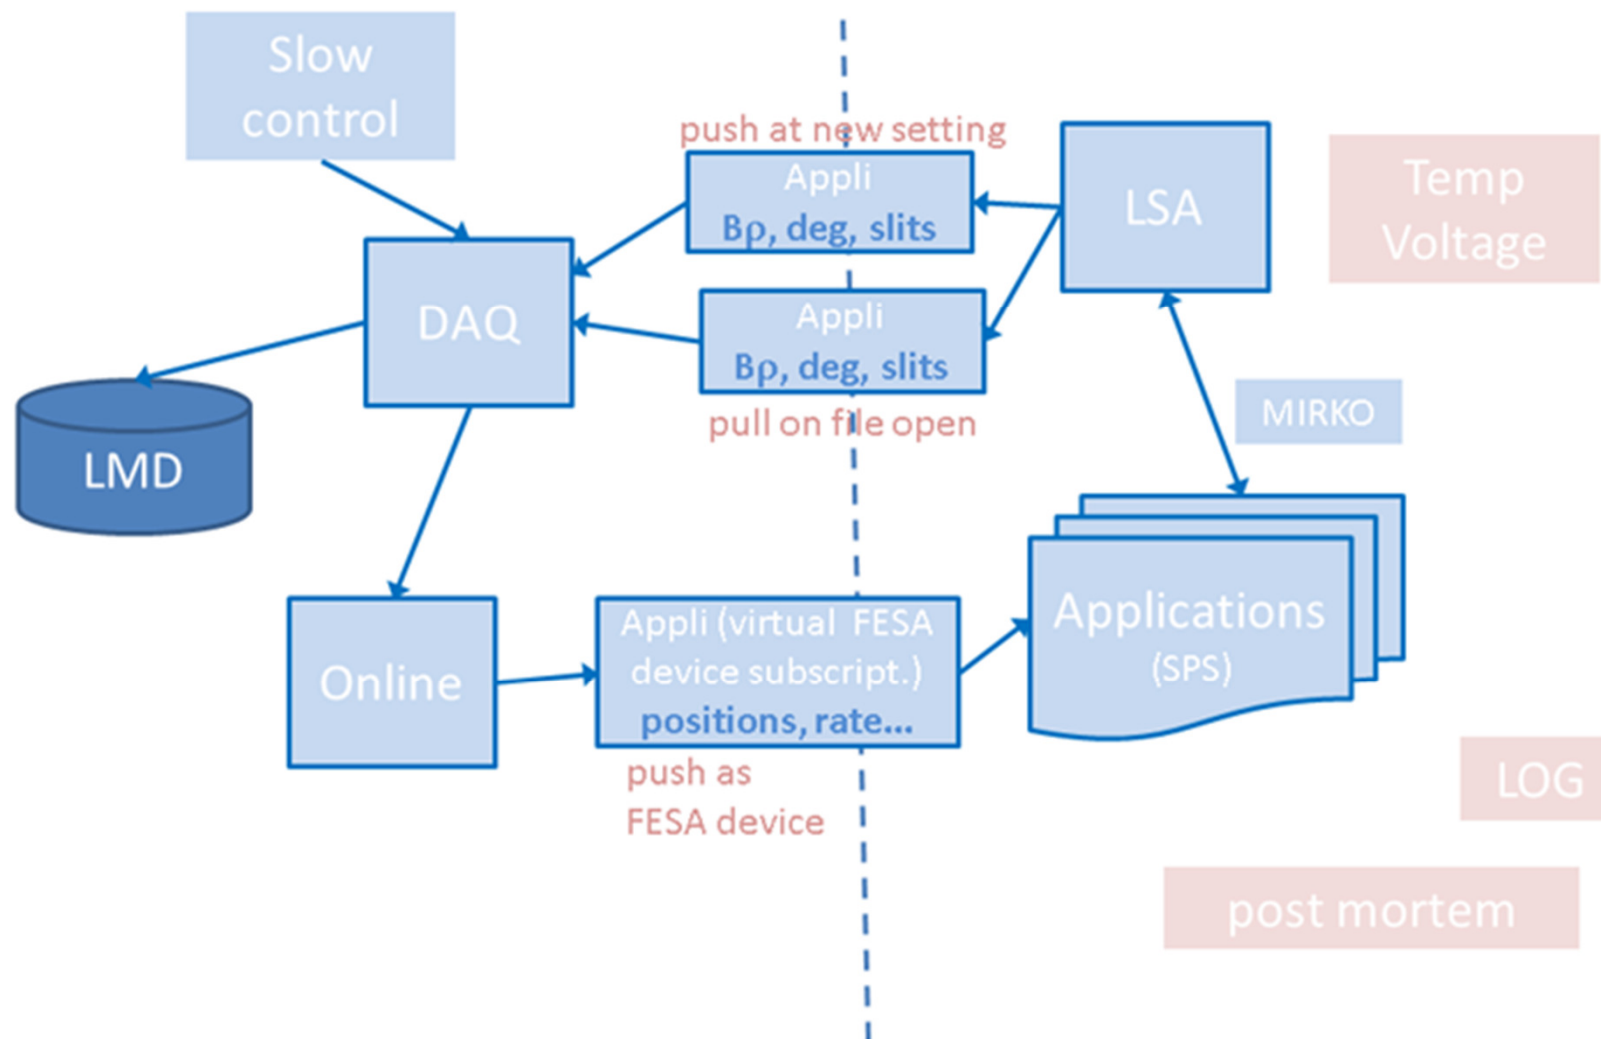 Slow
control
push at new setting
Appli
Bρ, deg, slits
LSA
Temp
Voltage
DAQ
Appli
Bρ, deg, slits
pull on file open
MIRKO
LMD
Online
Appli (virtual FESA
device subscript.)
positions, rate...
push as
FESA device
Applications
(SPS)
LOG
post mortem